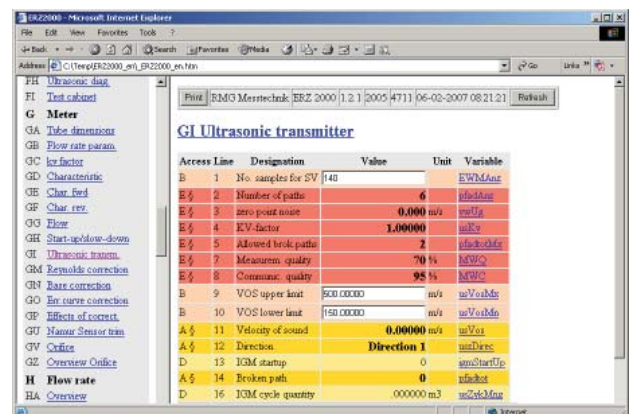 ERZ2000 - Microsoft Internet Explorer
File Edit View Favorites Tools ?
Back Search Favorites Media
Address C:\Temp\ERZ2000_en\_ERZ2000_en.htm Go Links »
FH Ultrasonic diag.
FI Test cabinet
G Meter
GA Tube dimensions
GB Flow rate param.
GC kv factor
GD Characteristic
GE Char. fwd
GF Char. rev.
GG Flow
GH Start-up/slow-down
GI Ultrasonic transm.
GM Reynolds correction
GN Base correction
GO Err. curve correction
GP Effects of correct.
GU Namur Sensor trim
GV Orifice
GZ Overview Orifice
H Flow rate
HA Overview
Print RMG Messtechnik ERZ 2000 1.2.1 2005 4711 06-02-2007 08:21:21 Refresh
GI Ultrasonic transmitter
Access Line Designation Value Unit Variable
B 1 No. samples for SV 140 EWMAnz
E § 2 Number of paths 6 pfadAnz
E § 3 zero point noise 0.000 m/s vwUg
E § 4 KV-factor 1.00000 usKv
E § 5 Allowed brok.paths 2 pfadtotMx
E § 7 Measurem. quality 70 % MWQ
E § 8 Communic. quality 95 % MWC
B 9 VOS upper limit 500.00000 m/s usVosMx
B 10 VOS lower limit 150.00000 m/s usVosMn
A § 11 Velocity of sound 0.00000 m/s usVos
A § 12 Direction Direction 1 uszDirec
D 13 IGM startup 0 igmStartUp
A § 14 Broken path 0 pfadtot
D 16 IGM cycle quantity .000000 m3 usZykMng
Internet